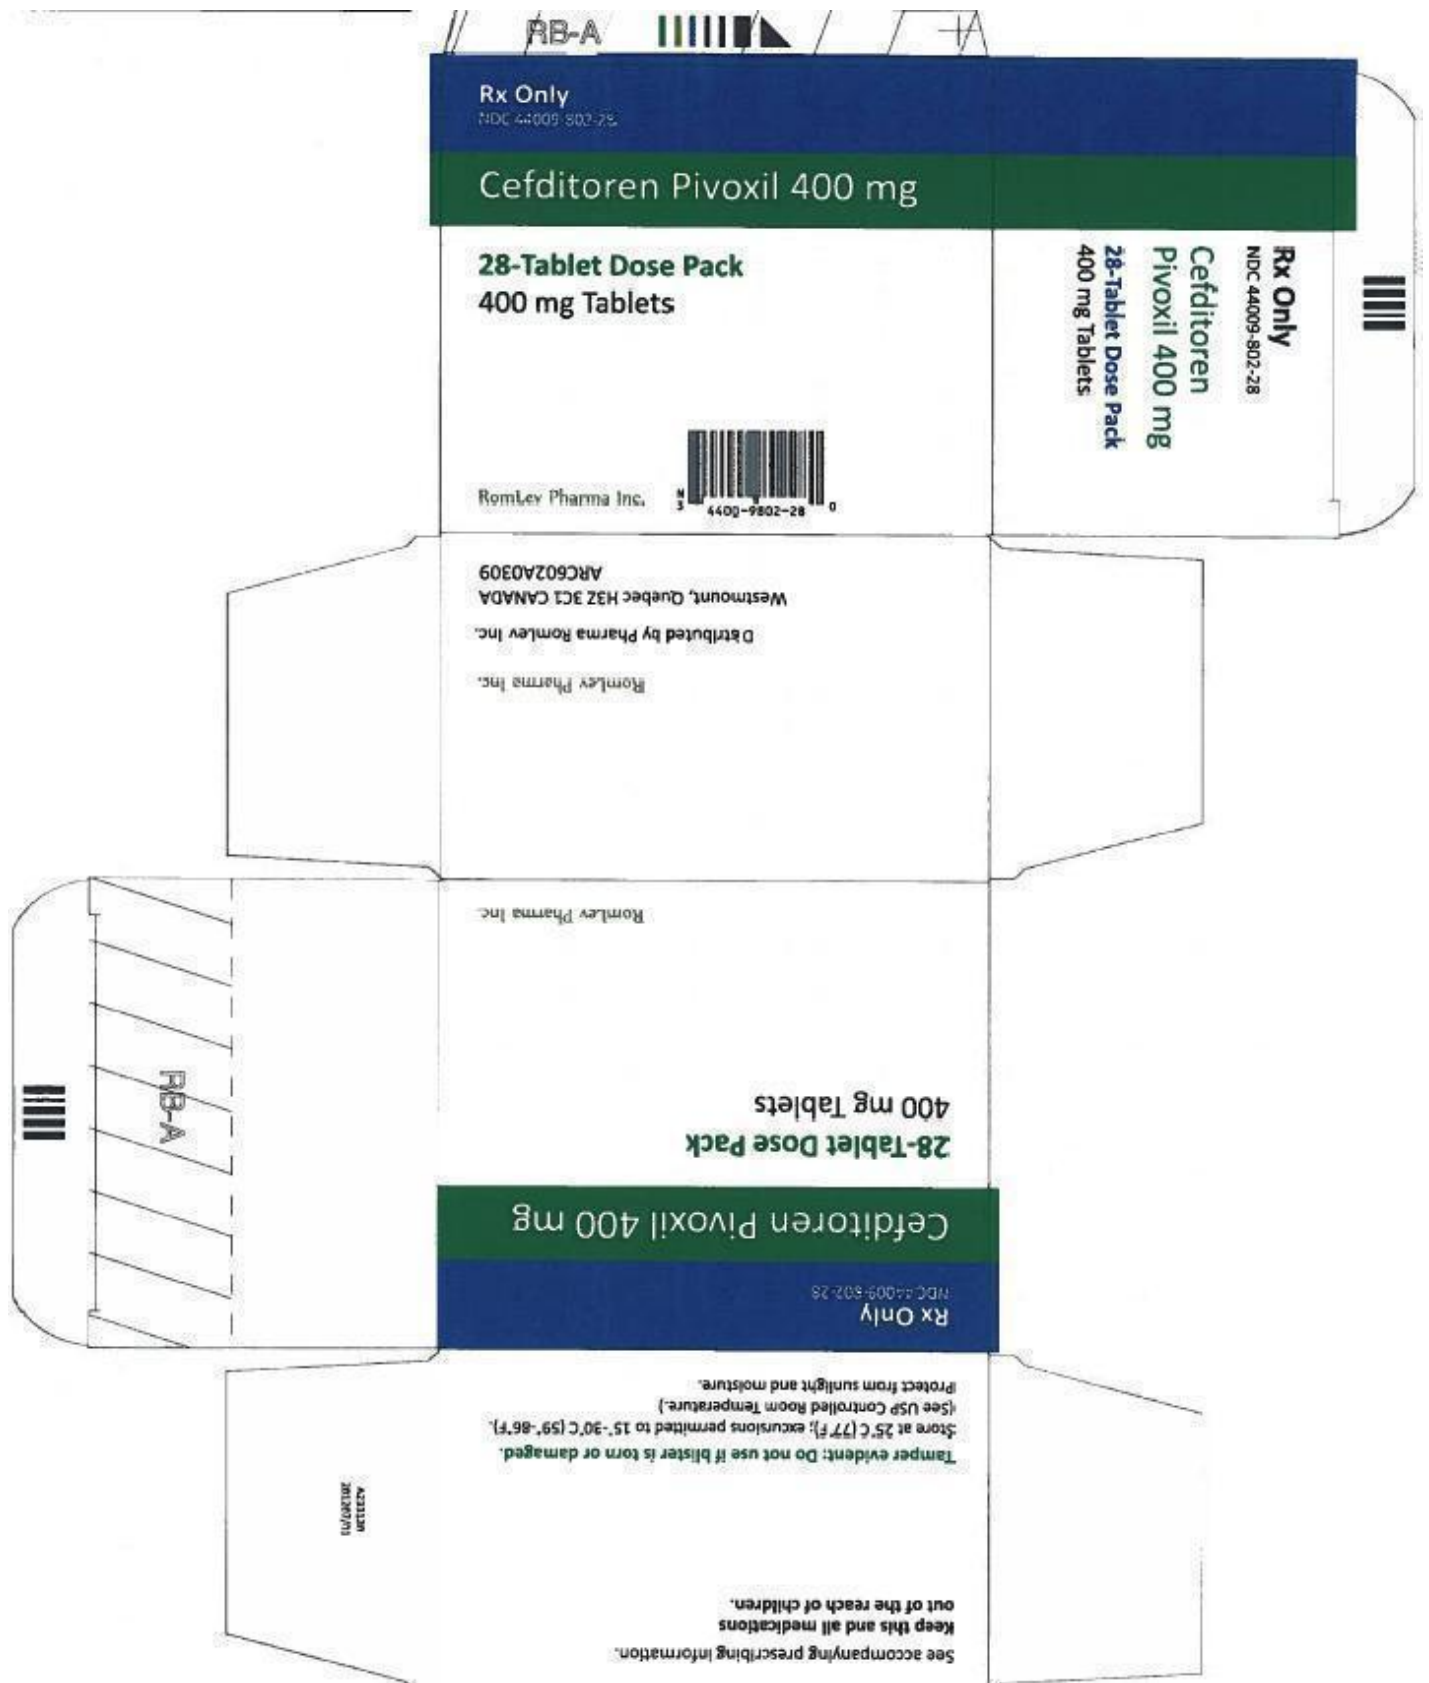 RB-A
Rx Only
NDC 44009-802-28
Cefditoren Pivoxil 400 mg
28-Tablet Dose Pack
400 mg Tablets
RomLev Pharma Inc.
N
3
4400-9802-28
0
Rx Only
NDC 44009-802-28
Cefditoren
Pivoxil 400 mg
28-Tablet Dose Pack
400 mg Tablets
RomLev Pharma Inc.
Distributed by Pharma RomLev Inc.
Westmount, Quebec H3Z 3C1 CANADA
ARC602A0309
RB-A
Rx Only
NDC 44009-802-28
Cefditoren Pivoxil 400 mg
28-Tablet Dose Pack
400 mg Tablets
RomLev Pharma Inc.
See accompanying prescribing information.
Keep this and all medications
out of the reach of children.
Tamper evident: Do not use if blister is torn or damaged.
Store at 25°C (77°F); excursions permitted to 15°-30°C (59°-86°F).
(See USP Controlled Room Temperature.)
Protect from sunlight and moisture.